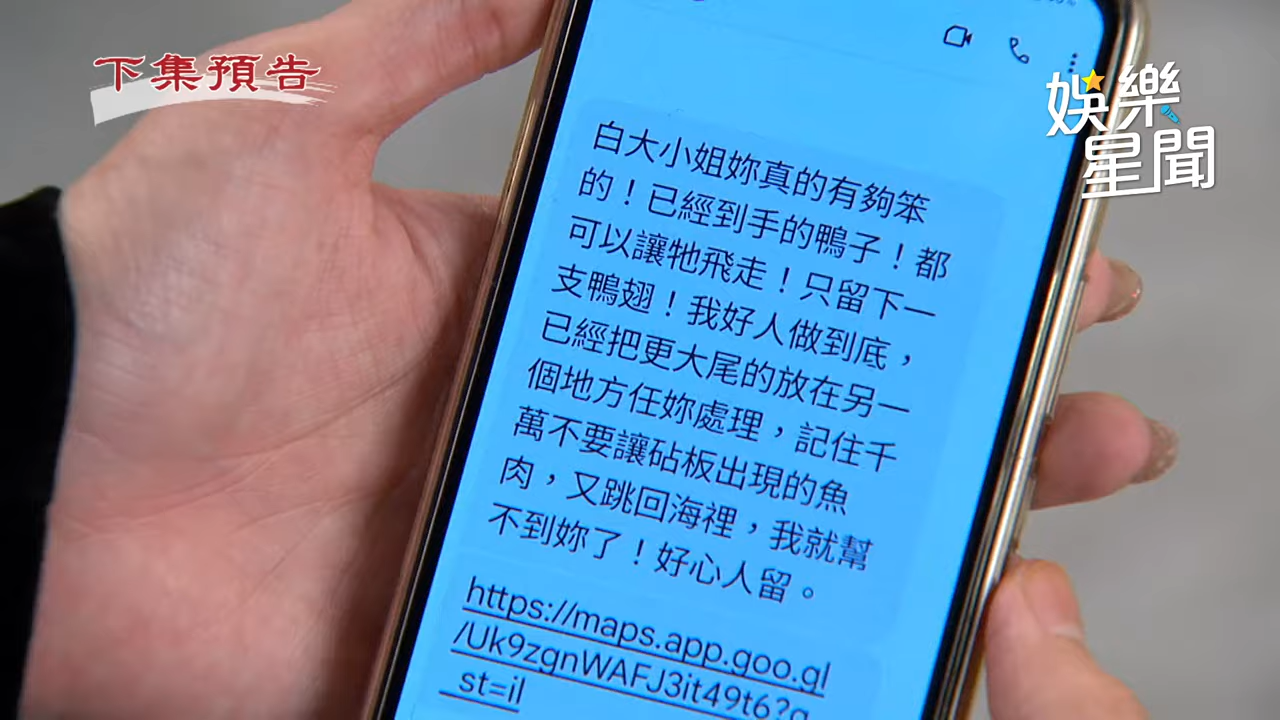 下集預告
娛樂
星聞
白大小姐妳真的有夠笨
的！已經到手的鴨子！都
可以讓牠飛走！只留下一
支鴨翅！我好人做到底，
已經把更大尾的放在另一
個地方任妳處理，記住千
萬不要讓砧板出現的魚
肉，又跳回海裡，我就幫
不到妳了！好心人留。
https://maps.app.goo.gl
/Uk9zgnWAFJ3it49t6?g
_st=il